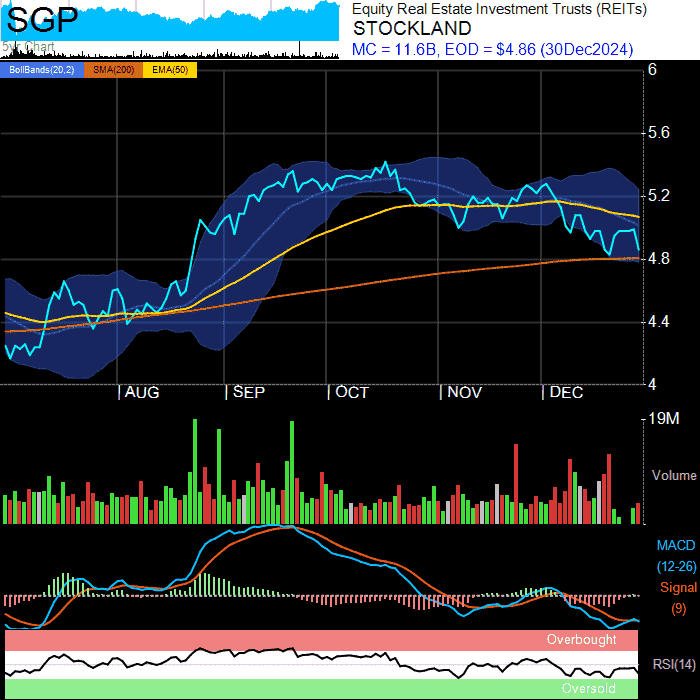 SGP
5yr Chart
Equity Real Estate Investment Trusts (REITs)
STOCKLAND
MC = 11.6B, EOD = $4.86 (30Dec2024)
BollBands(20,2) SMA(200) EMA(50)
6
5.6
5.2
4.8
4.4
4
AUG SEP OCT NOV DEC
19M
Volume
MACD
(12-26)
Signal
(9)
Overbought
RSI(14)
Oversold